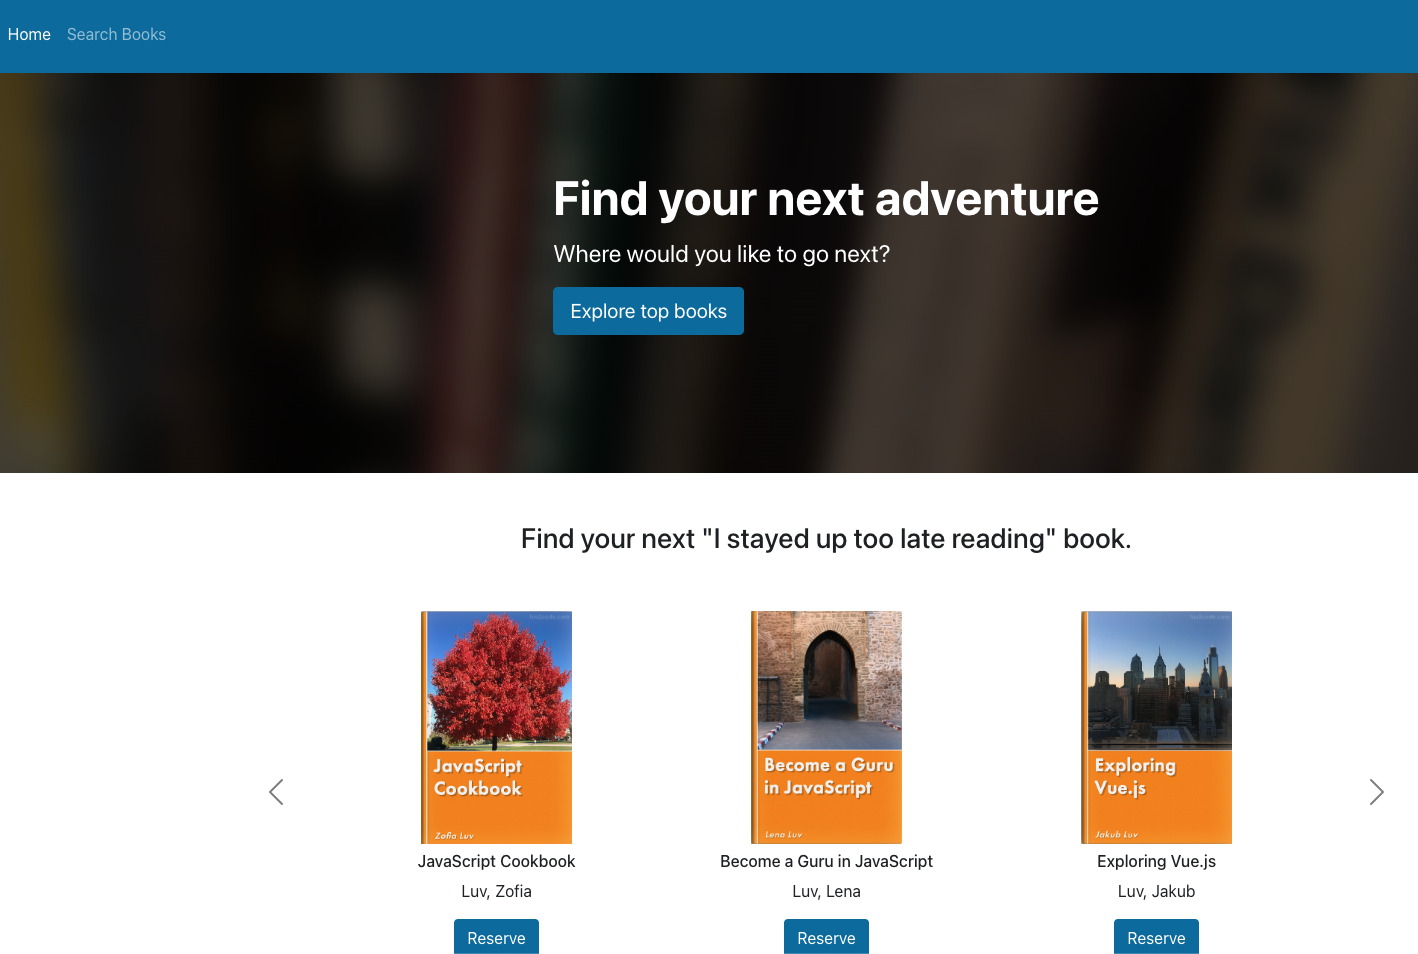 Home Search Books
Find your next adventure
Where would you like to go next?
Explore top books
Find your next "I stayed up too late reading" book.
JavaScript
Cookbook
Zofia Luv
Become a Guru
in JavaScript
Lena Luv
Exploring
Vue.js
Jakub Luv
JavaScript Cookbook
Become a Guru in JavaScript
Exploring Vue.js
Luv, Zofia
Luv, Lena
Luv, Jakub
Reserve
Reserve
Reserve